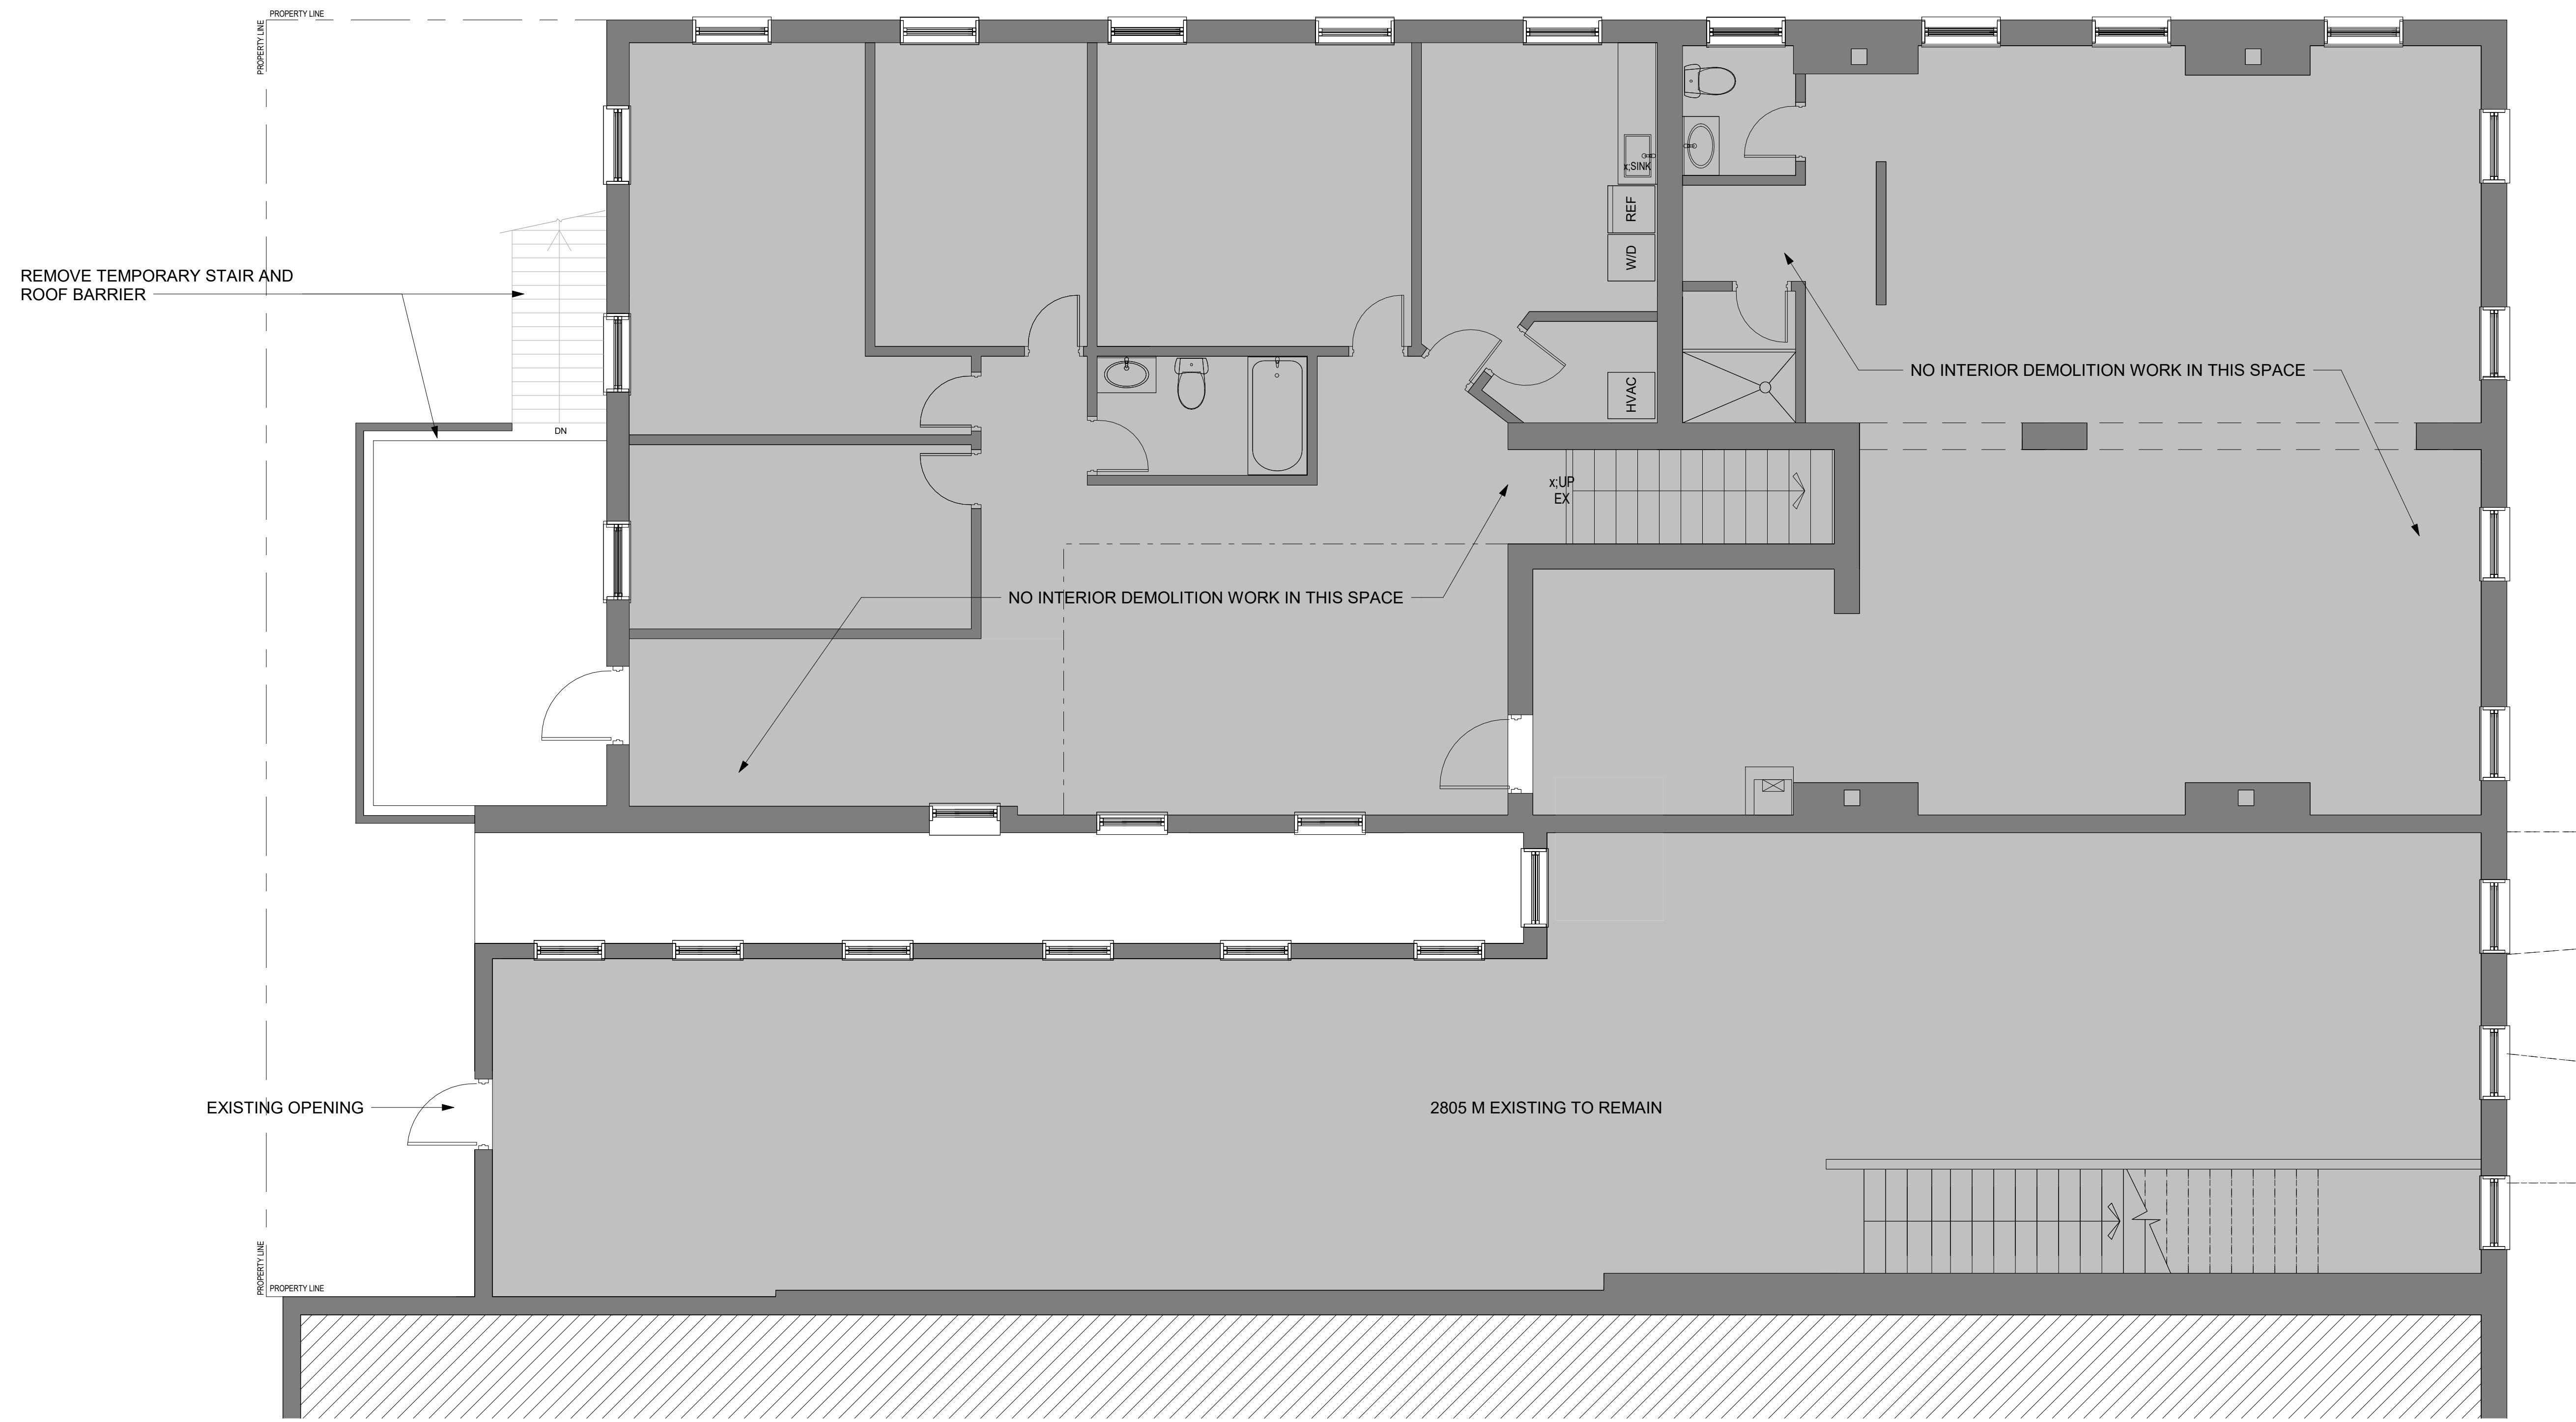 PROPERTY LINE
PROPERTY LINE
x;SINK
REF
W/D
REMOVE TEMPORARY STAIR AND
ROOF BARRIER
NO INTERIOR DEMOLITION WORK IN THIS SPACE
HVAC
DN
x;UP
EX
NO INTERIOR DEMOLITION WORK IN THIS SPACE
EXISTING OPENING
2805 M EXISTING TO REMAIN
PROPERTY LINE
PROPERTY LINE